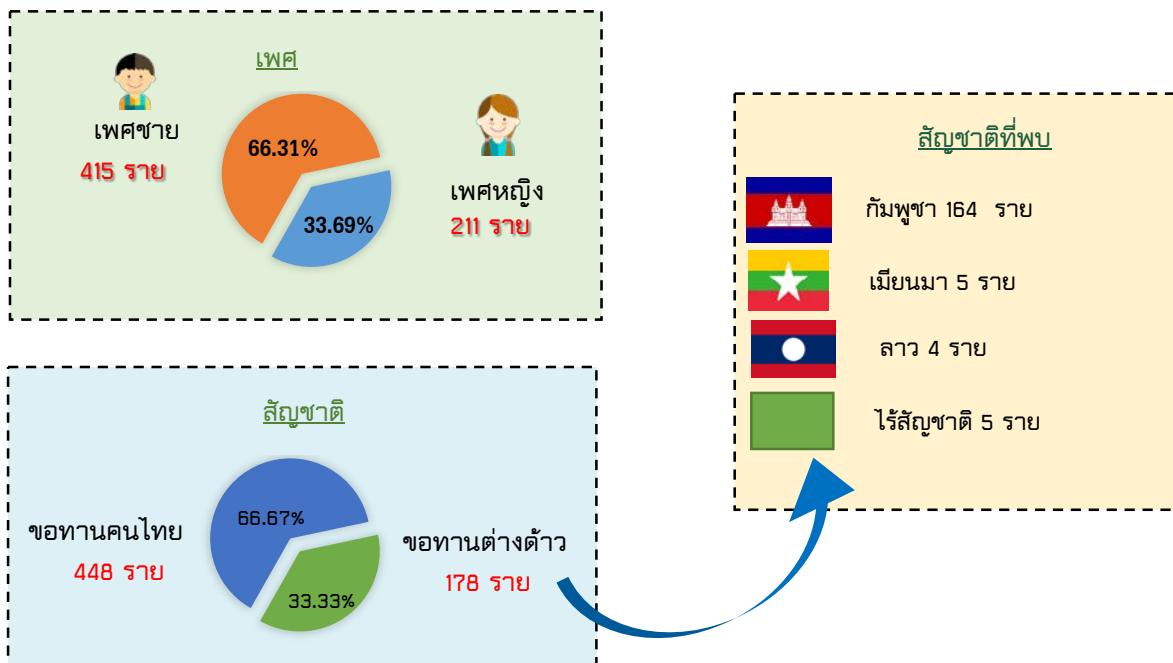 เพศ
เพศชาย
415 ราย
66.31%
33.69%
เพศหญิง
211 ราย
สัญชาติ
ขอทานคนไทย
448 ราย
66.67%
33.33%
ขอทานต่างด้าว
178 ราย
สัญชาติที่พบ
กัมพูชา 164 ราย
เมียนมา 5 ราย
ลาว 4 ราย
ไร้สัญชาติ 5 ราย